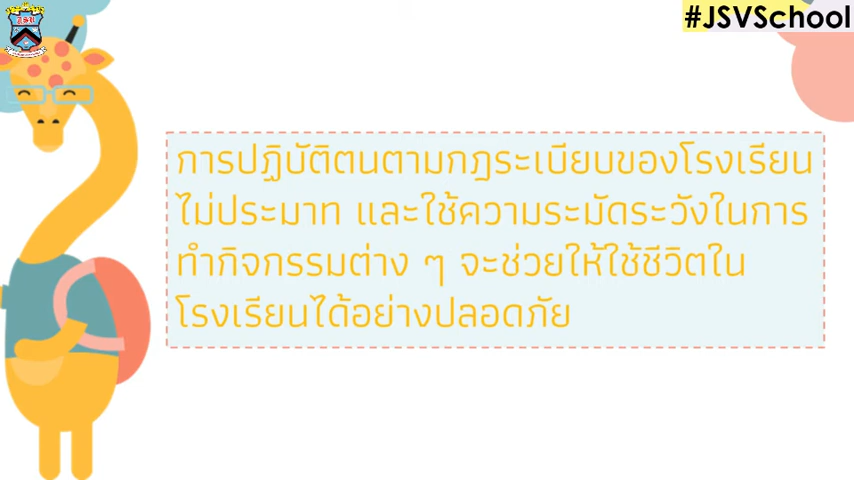 #JSVSchool
JSV
การปฏิบัติตนตามกฎระเบียบของโรงเรียน
ไม่ประมาท และใช้ความระมัดระวังในการ
ทำกิจกรรมต่าง ๆ จะช่วยให้ใช้ชีวิตใน
โรงเรียนได้อย่างปลอดภัย